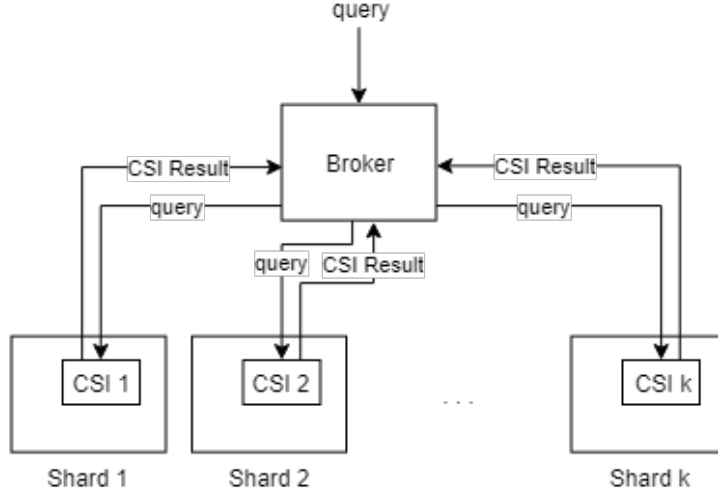 query
Broker
CSI Result
CSI Result
query
query
query
CSI Result
CSI 1
CSI 2
...
CSI k
Shard 1
Shard 2
Shard k